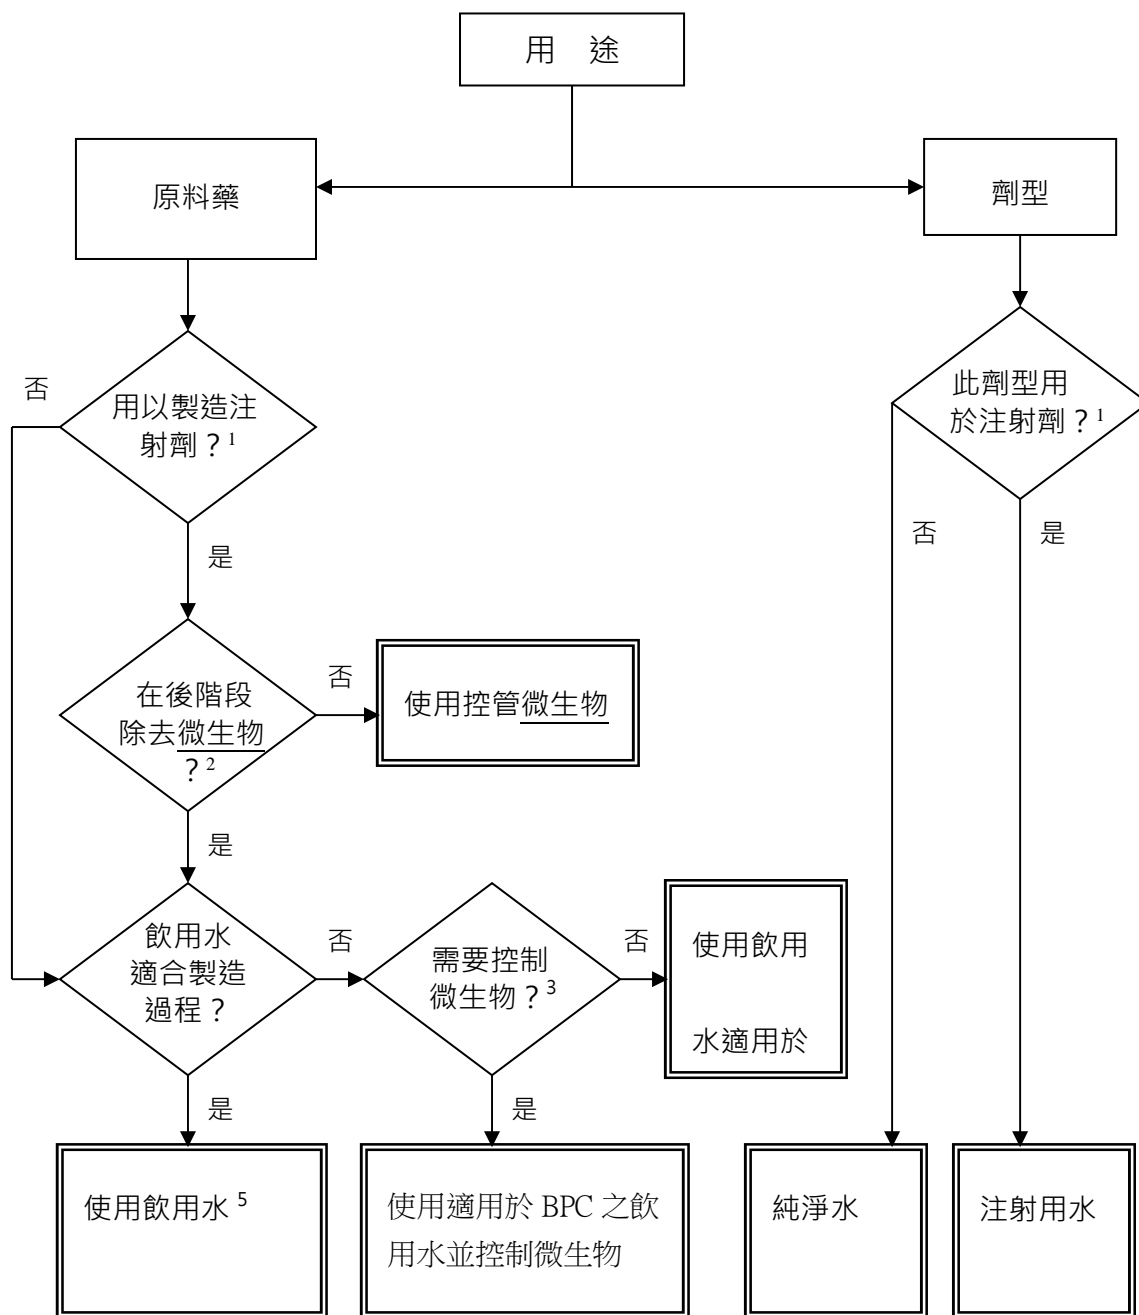 用　途
原料藥
劑型
否
用以製造注
射劑？¹
此劑型用
於注射劑？¹
是
否
是
在後階段
除去微生物
？²
否
使用控管微生物
是
飲用水
適合製造
過程？
否
需要控制
微生物？³
否
使用飲用
水適用於
是
是
使用飲用水⁵
使用適用於 BPC 之飲
用水並控制微生物
純淨水
注射用水